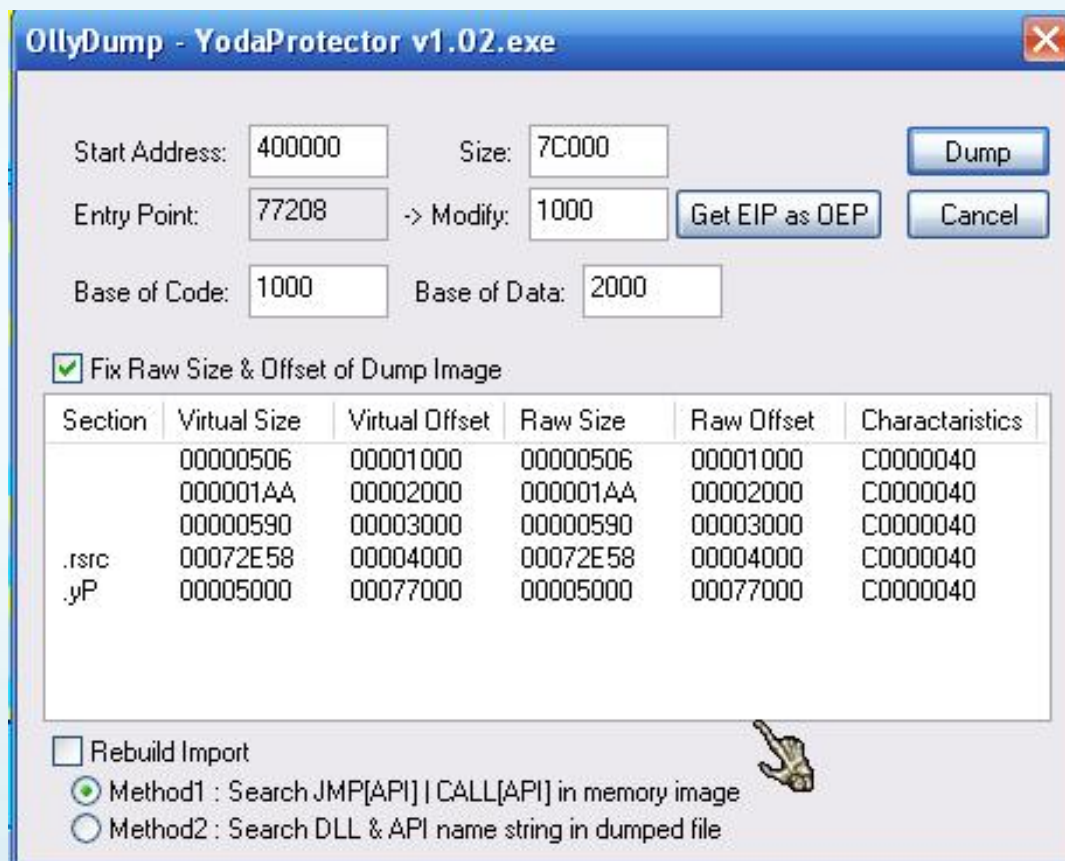 OllyDump - YodaProtector v1.02.exe
Start Address: 400000 Size: 7C000 Dump
Entry Point: 77208 -> Modify: 1000 Get EIP as OEP Cancel
Base of Code: 1000 Base of Data: 2000
Fix Raw Size & Offset of Dump Image
Section Virtual Size Virtual Offset Raw Size Raw Offset Charactaristics
00000506 00001000 00000506 00001000 C0000040
000001AA 00002000 000001AA 00002000 C0000040
00000590 00003000 00000590 00003000 C0000040
.rsrc 00072E58 00004000 00072E58 00004000 C0000040
.yP 00005000 00077000 00005000 00077000 C0000040
Rebuild Import
Method1 : Search JMP[API] | CALL[API] in memory image
Method2 : Search DLL & API name string in dumped file